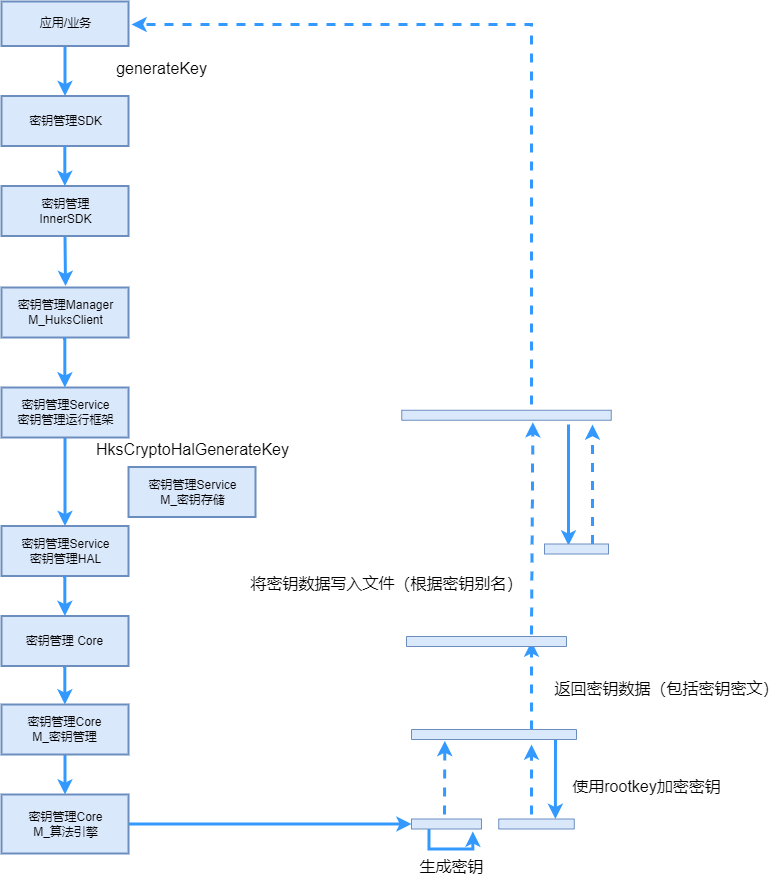 应用/业务
generateKey
密钥管理SDK
密钥管理
InnerSDK
密钥管理Manager
M_HuksClient
密钥管理Service
密钥管理运行框架
HksCryptoHalGenerateKey
密钥管理Service
M_密钥存储
密钥管理Service
密钥管理HAL
将密钥数据写入文件（根据密钥别名）
密钥管理 Core
返回密钥数据（包括密钥密文）
密钥管理Core
M_密钥管理
使用rootkey加密密钥
密钥管理Core
M_算法引擎
生成密钥